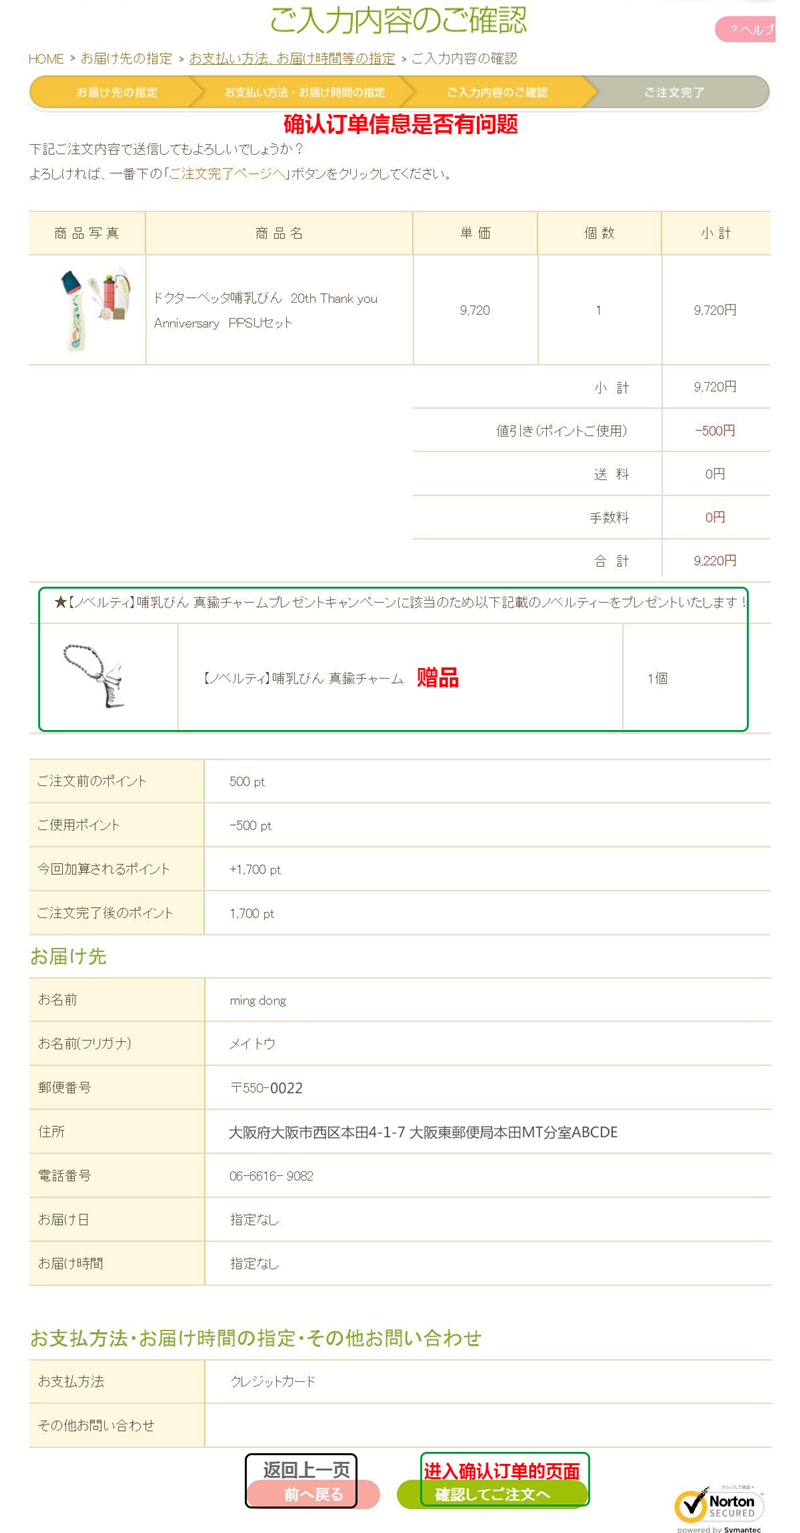 ご入力内容のご確認
? ヘルプ
HOME > お届け先の指定 > お支払い方法、お届け時間等の指定 > ご入力内容の確認
お届け先の指定 お支払い方法・お届け時間の指定 ご入力内容のご確認 ご注文完了
确认订单信息是否有问题
下記ご注文内容で送信してもよろしいでしょうか？
よろしければ、一番下の「ご注文完了ページへ」ボタンをクリックしてください。
商品写真 商品名 単価 個数 小計
ドクターベッタ哺乳びん 20th Thank you
Anniversary PPSUセット
9,720 1 9,720円
小 計 9,720円
値引き(ポイントご使用) -500円
送 料 0円
手数料 0円
合 計 9,220円
★【ノベルティ】哺乳びん 真鍮チャームプレゼントキャンペーンに該当のため以下記載のノベルティーをプレゼントいたします！
【ノベルティ】哺乳びん 真鍮チャーム 赠品 1個
ご注文前のポイント 500 pt
ご使用ポイント -500 pt
今回加算されるポイント +1,700 pt
ご注文完了後のポイント 1,700 pt
お届け先
お名前 ming dong
お名前(フリガナ) メイ トウ
郵便番号 〒550-0022
住所 大阪府大阪市西区本田4-1-7 大阪東郵便局本田MT分室ABCDE
電話番号 06-6616- 9082
お届け日 指定なし
お届け時間 指定なし
お支払方法・お届け時間の指定・その他お問い合わせ
お支払方法 クレジットカード
その他お問い合わせ
返回上一页 进入确认订单的页面
前へ戻る 確認してご注文へ
Norton
SECURED
powered by Symantec